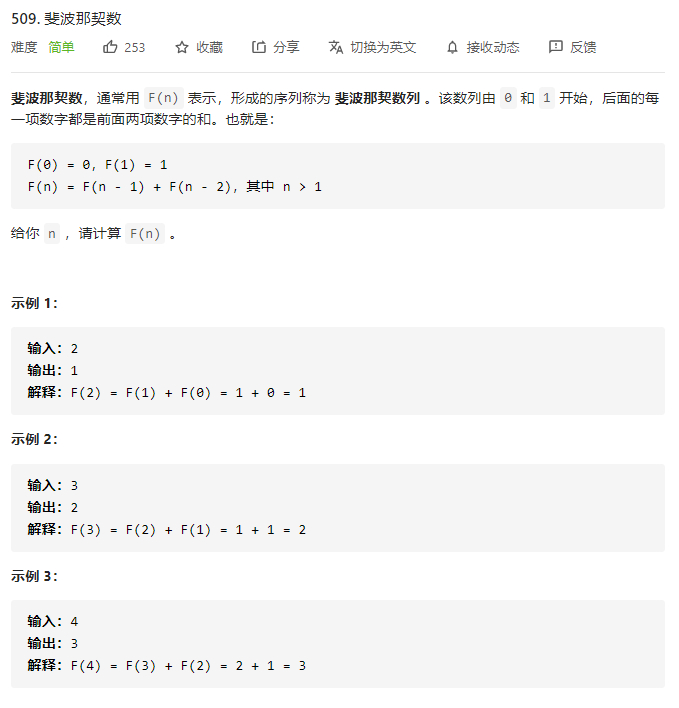 509. 斐波那契数
难度 简单 253 收藏 分享 切换为英文 接收动态 反馈
斐波那契数，通常用 F(n) 表示，形成的序列称为 斐波那契数列 。该数列由 0 和 1 开始，后面的每
一项数字都是前面两项数字的和。也就是：
F(0) = 0，F(1) = 1
F(n) = F(n - 1) + F(n - 2)，其中 n > 1
给你 n ，请计算 F(n) 。
示例 1：
输入：2
输出：1
解释：F(2) = F(1) + F(0) = 1 + 0 = 1
示例 2：
输入：3
输出：2
解释：F(3) = F(2) + F(1) = 1 + 1 = 2
示例 3：
输入：4
输出：3
解释：F(4) = F(3) + F(2) = 2 + 1 = 3